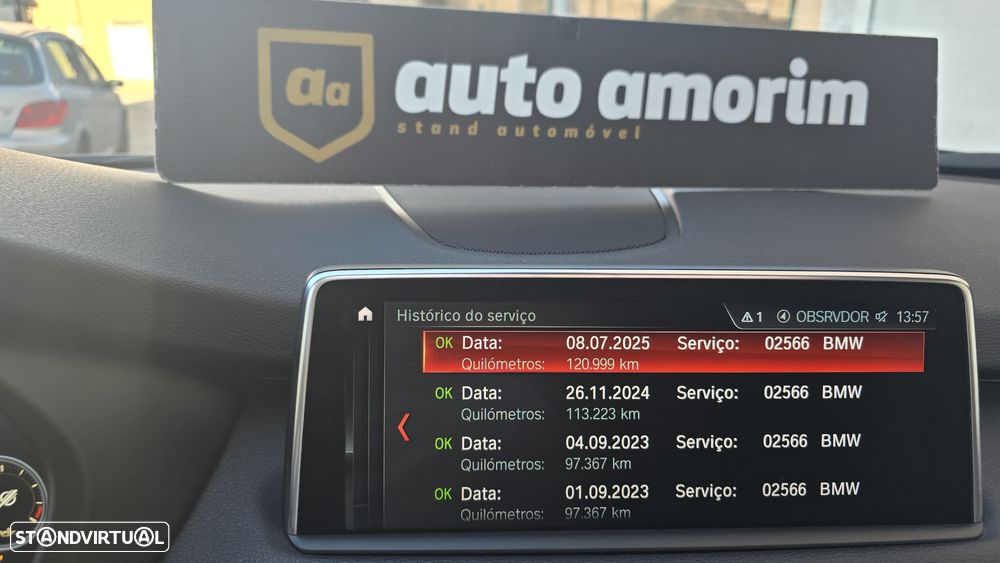 aa
auto amorim
stand automóvel
Histórico do serviço
1 4 OBSRVDOR 13:57
OK Data: 08.07.2025 Serviço: 02566 BMW
Quilómetros: 120.999 km
OK Data: 26.11.2024 Serviço: 02566 BMW
Quilómetros: 113.223 km
OK Data: 04.09.2023 Serviço: 02566 BMW
Quilómetros: 97.367 km
OK Data: 01.09.2023 Serviço: 02566 BMW
Quilómetros: 97.367 km
STANDVIRTUAL